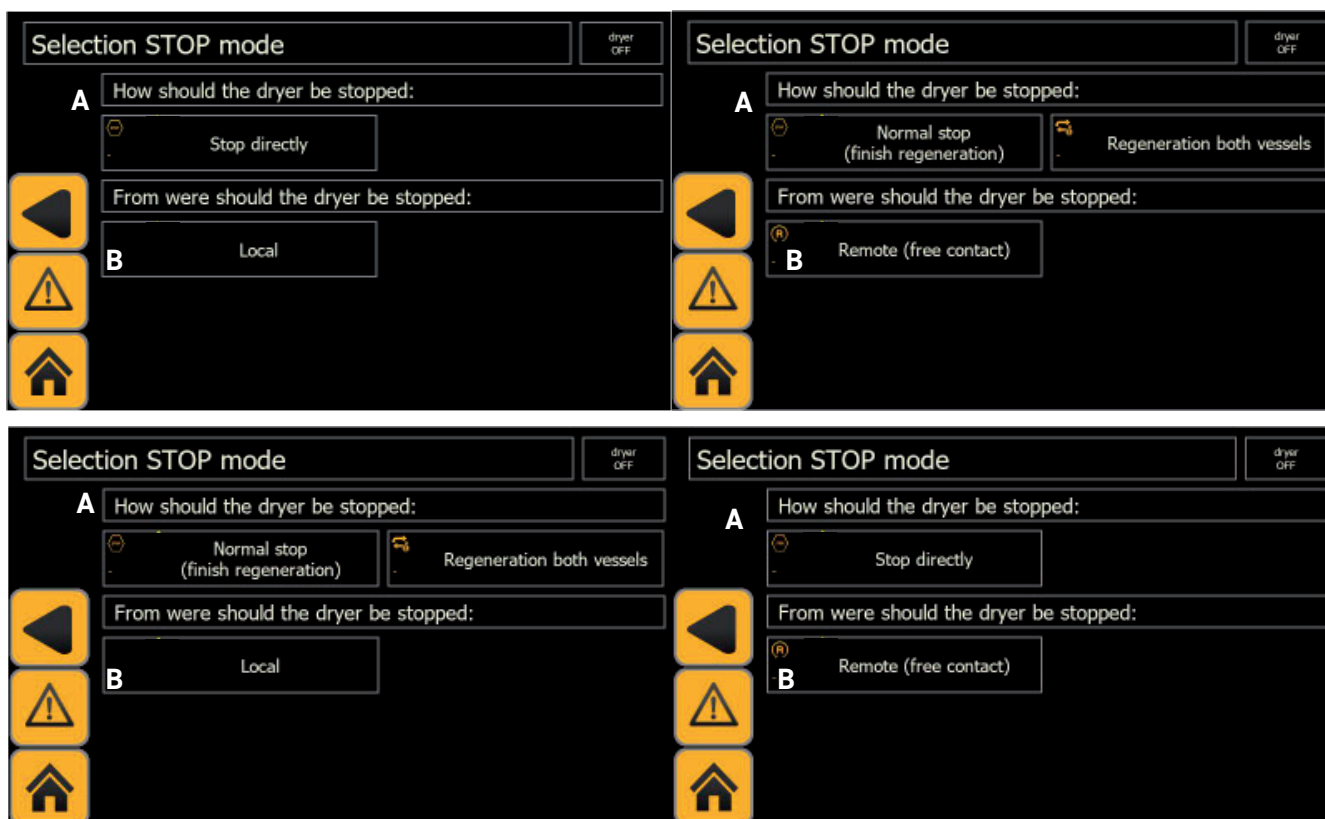 Selection STOP mode
dryer
OFF
A
How should the dryer be stopped:
-
Stop directly
From were should the dryer be stopped:
B
Local
Selection STOP mode
dryer
OFF
A
How should the dryer be stopped:
-
Normal stop
(finish regeneration)
-
Regeneration both vessels
From were should the dryer be stopped:
R
-
B
Remote (free contact)
Selection STOP mode
dryer
OFF
A
How should the dryer be stopped:
-
Normal stop
(finish regeneration)
-
Regeneration both vessels
From were should the dryer be stopped:
B
Local
Selection STOP mode
dryer
OFF
A
How should the dryer be stopped:
-
Stop directly
From were should the dryer be stopped:
R
-
B
Remote (free contact)